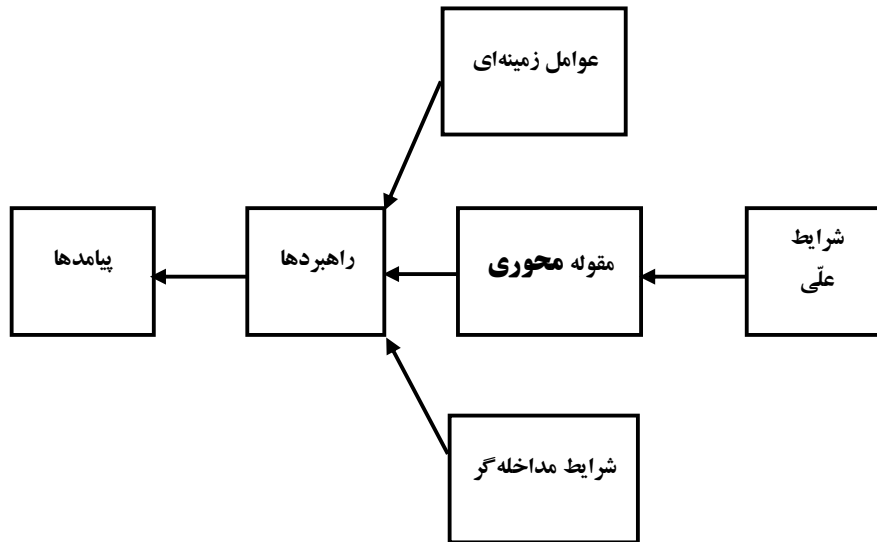 عوامل زمینه‌ای
شرایط
علّی
مقوله محوری
راهبردها
پیامدها
شرایط مداخله‌گر